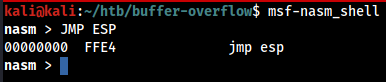 kali@kali:~/htb/buffer-overflow$ msf-nasm_shell
nasm > JMP ESP
00000000  FFE4              jmp esp
nasm >